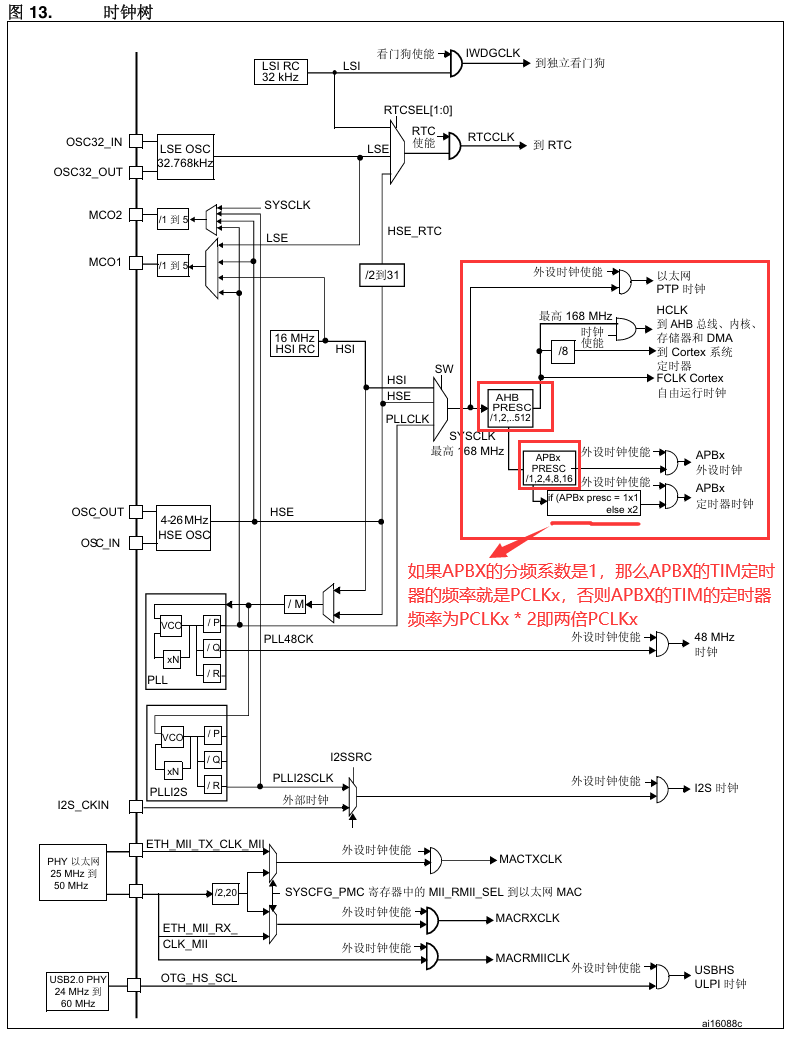 图 13. 时钟树
看门狗使能
IWDGCLK
到独立看门狗
LSI RC
32 kHz
LSI
RTCSEL[1:0]
RTC
使能
RTCCLK
到 RTC
OSC32_IN
OSC32_OUT
LSE OSC
32.768kHz
LSE
MCO2
/1 到 5
SYSCLK
LSE
MCO1
/1 到 5
HSE_RTC
/2到31
外设时钟使能
以太网
PTP 时钟
HCLK
最高 168 MHz
到 AHB 总线、内核、
存储器和 DMA
时钟
使能
/8
到 Cortex 系统
定时器
FCLK Cortex
自由运行时钟
16 MHz
HSI RC
HSI
SW
HSI
HSE
PLLCLK
AHB
PRESC
/1,2,..512
SYSCLK
最高 168 MHz
APBx
PRESC
/1,2,4,8,16
外设时钟使能
APBx
外设时钟
外设时钟使能
APBx
定时器时钟
if (APBx presc = 1x1
else x2
OSC_OUT
OSC_IN
4-26 MHz
HSE OSC
HSE
如果APBX的分频系数是1，那么APBX的TIM定时
器的频率就是PCLKx，否则APBX的TIM的定时器
频率为PCLKx * 2即两倍PCLKx
/ M
VCO
xN
/ P
/ Q
/ R
PLL
PLL48CK
外设时钟使能
48 MHz
时钟
VCO
xN
/ P
/ Q
/ R
PLLI2S
I2SSRC
PLLI2SCLK
外部时钟
I2S_CKIN
外设时钟使能
I2S 时钟
PHY 以太网
25 MHz 到
50 MHz
ETH_MII_TX_CLK_MII
外设时钟使能
MACTXCLK
/2,20
SYSCFG_PMC 寄存器中的 MII_RMII_SEL 到以太网 MAC
外设时钟使能
MACRXCLK
ETH_MII_RX_
CLK_MII
外设时钟使能
MACRMIICLK
USB2.0 PHY
24 MHz 到
60 MHz
OTG_HS_SCL
外设时钟使能
USBHS
ULPI 时钟
ai16088c